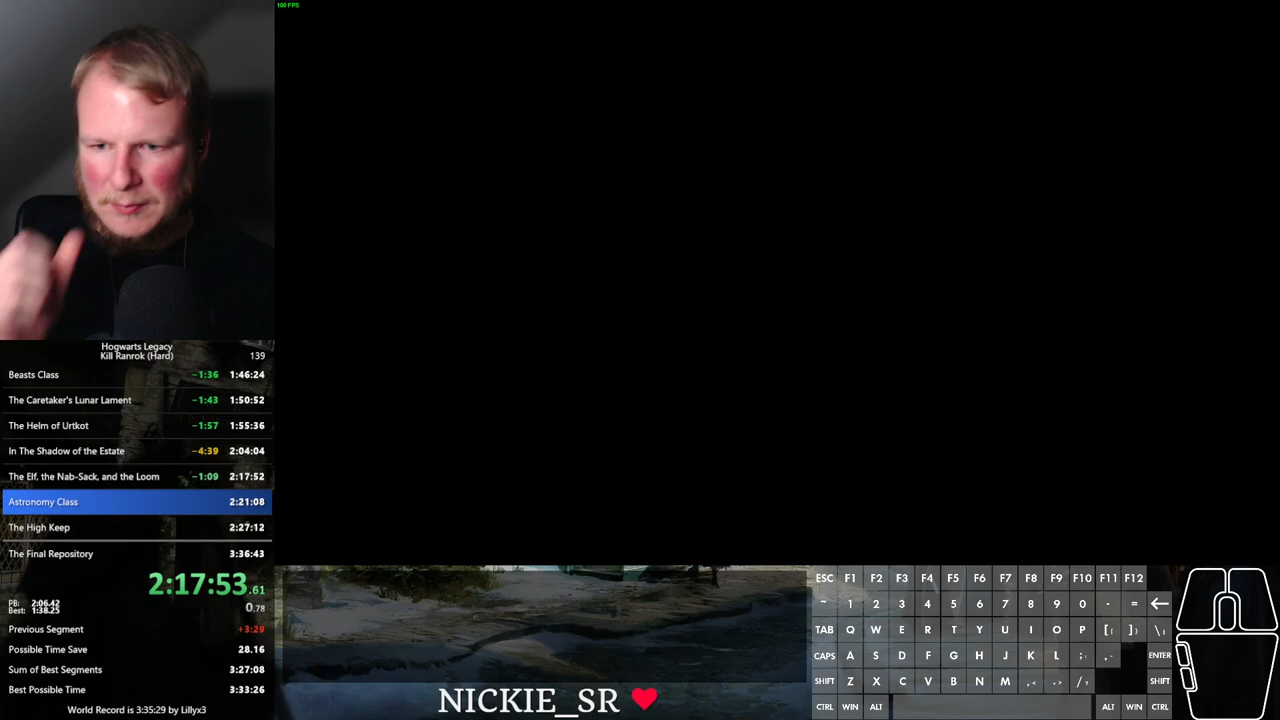 100 FPS
Hogwarts Legacy
Kill Ranrok (Hard) 139
Beasts Class −1:36 1:46:24
The Caretaker's Lunar Lament −1:43 1:50:52
The Helm of Urtkot −1:57 1:55:36
In The Shadow of the Estate −4:39 2:04:04
The Elf, the Nab-Sack, and the Loom −1:09 2:17:52
Astronomy Class 2:21:08
The High Keep 2:27:12
The Final Repository 3:36:43
2:17:53.61
PB: 2:06.42
Best: 1:38.25 0.78
Previous Segment +3:29
Possible Time Save 28.16
Sum of Best Segments 3:27:08
Best Possible Time 3:33:26
World Record is 3:35:29 by Lillyx3
NICKIE_SR ❤
ESC F1 F2 F3 F4 F5 F6 F7 F8 F9 F10 F11 F12
~ 1 2 3 4 5 6 7 8 9 0 - = ←
TAB Q W E R T Y U I O P [{ ]} \|
CAPS A S D F G H J K L ;: ENTER
SHIFT Z X C V B N M ,< .> /? SHIFT
CTRL WIN ALT ALT WIN CTRL